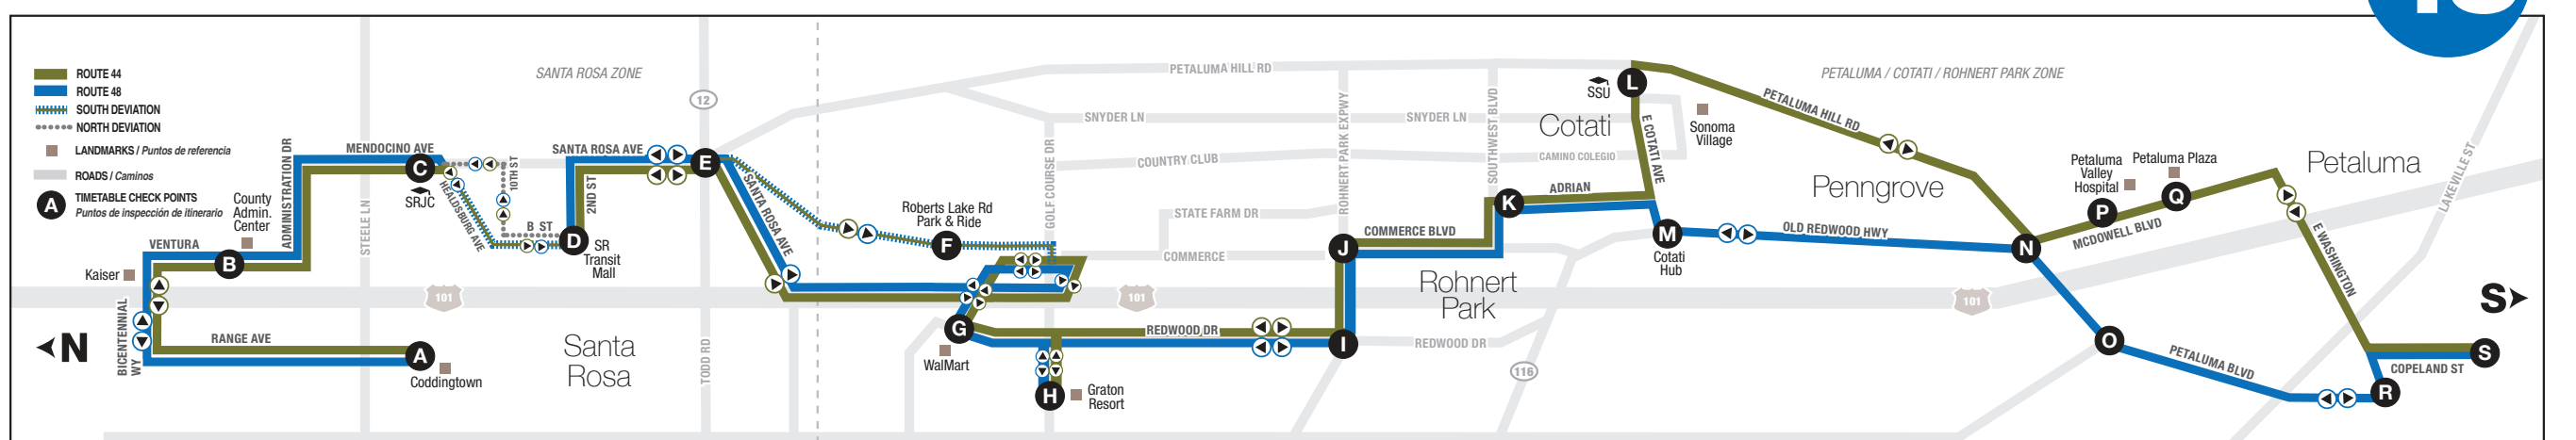 ROUTE 44
ROUTE 48
SOUTH DEVIATION
NORTH DEVIATION
LANDMARKS / Puntos de referencia
ROADS / Caminos
A
TIMETABLE CHECK POINTS
Puntos de inspección de itinerario
SANTA ROSA ZONE
PETALUMA / COTATI / ROHNERT PARK ZONE
N
S
Kaiser
VENTURA
BICENTENNIAL
WY
RANGE AVE
A
Coddingtown
B
County
Admin.
Center
ADMINISTRATION DR
STEELE LN
MENDOCINO AVE
C
SRJC
HEALDSBURG AVE
10TH ST
B ST
D
SR
Transit
Mall
2ND ST
SANTA ROSA AVE
12
E
TODD RD
SANTA ROSA AVE
101
Santa
Rosa
Roberts Lake Rd
Park & Ride
F
G
WalMart
H
Graton
Resort
GOLF COURSE DR
PETALUMA HILL RD
SNYDER LN
SNYDER LN
COUNTRY CLUB
STATE FARM DR
COMMERCE
101
REDWOOD DR
I
J
ROHNERT PARK EXPWY
COMMERCE BLVD
REDWOOD DR
Rohnert
Park
116
SOUTHWEST BLVD
K
ADRIAN
CAMINO COLEGIO
Cotati
SSU
L
E COTATI AVE
Sonoma
Village
M
Cotati
Hub
PETALUMA HILL RD
OLD REDWOOD HWY
Penngrove
101
N
O
PETALUMA BLVD
Petaluma
Valley
Hospital
P
Petaluma Plaza
Q
MCDOWELL BLVD
E WASHINGTON
Petaluma
LAKEVILLE ST
R
COPELAND ST
S